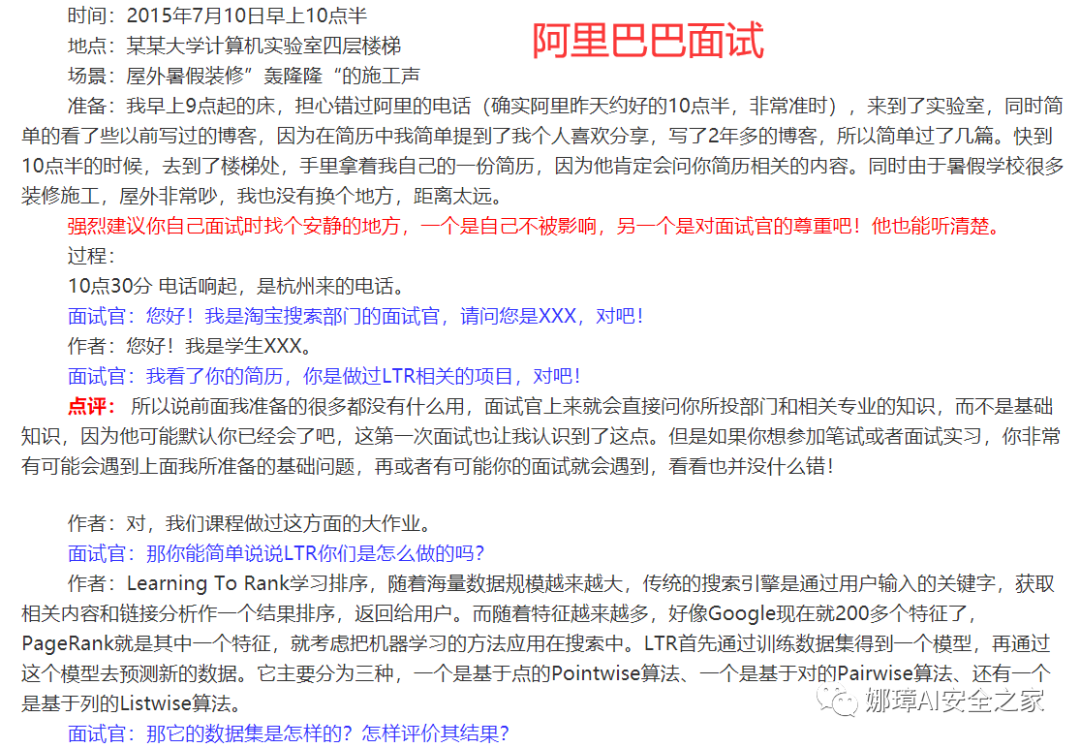 时间：2015年7月10日早上10点半
阿里巴巴面试
地点：某某大学计算机实验室四层楼梯
场景：屋外暑假装修”轰隆隆“的施工声
准备：我早上9点起的床，担心错过阿里的电话（确实阿里昨天约好的10点半，非常准时），来到了实验室，同时简
单的看了些以前写过的博客，因为在简历中我简单提到了我个人喜欢分享，写了2年多的博客，所以简单过了几篇。快到
10点半的时候，去到了楼梯处，手里拿着我自己的一份简历，因为他肯定会问你简历相关的内容。同时由于暑假学校很多
装修施工，屋外非常吵，我也没有换个地方，距离太远。
强烈建议你自己面试时找个安静的地方，一个是自己不被影响，另一个是对面试官的尊重吧！他也能听清楚。
过程：
10点30分 电话响起，是杭州来的电话。
面试官：您好！我是淘宝搜索部门的面试官，请问您是XXX，对吧！
作者：您好！我是学生XXX。
面试官：我看了你的简历，你是做过LTR相关的项目，对吧！
点评： 所以说前面我准备的很多都没有什么用，面试官上来就会直接问你所投部门和相关专业的知识，而不是基础
知识，因为他可能默认你已经会了吧，这第一次面试也让我认识到了这点。但是如果你想参加笔试或者面试实习，你非常
有可能会遇到上面我所准备的基础问题，再或者有可能你的面试就会遇到，看看也并没什么错！
作者：对，我们课程做过这方面的大作业。
面试官：那你能简单说说LTR你们是怎么做的吗？
作者：Learning To Rank学习排序，随着海量数据规模越来越大，传统的搜索引擎是通过用户输入的关键字，获取
相关内容和链接分析作一个结果排序，返回给用户。而随着特征越来越多，好像Google现在就200多个特征了，
PageRank就是其中一个特征，就考虑把机器学习的方法应用在搜索中。LTR首先通过训练数据集得到一个模型，再通过
这个模型去预测新的数据。它主要分为三种，一个是基于点的Pointwise算法、一个是基于对的Pairwise算法、还有一个
是基于列的Listwise算法。
娜璋AI安全之家
面试官：那它的数据集是怎样的？怎样评价其结果？